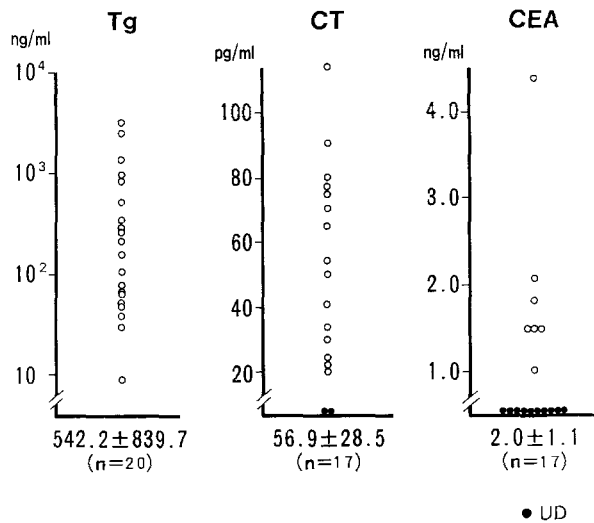 Tg CT CEA
ng/ml pg/ml ng/ml
10⁴
10³
10²
10
100
80
60
40
20
4.0
3.0
2.0
1.0
542.2±839.7 56.9±28.5 2.0±1.1
(n=20) (n=17) (n=17)
● UD